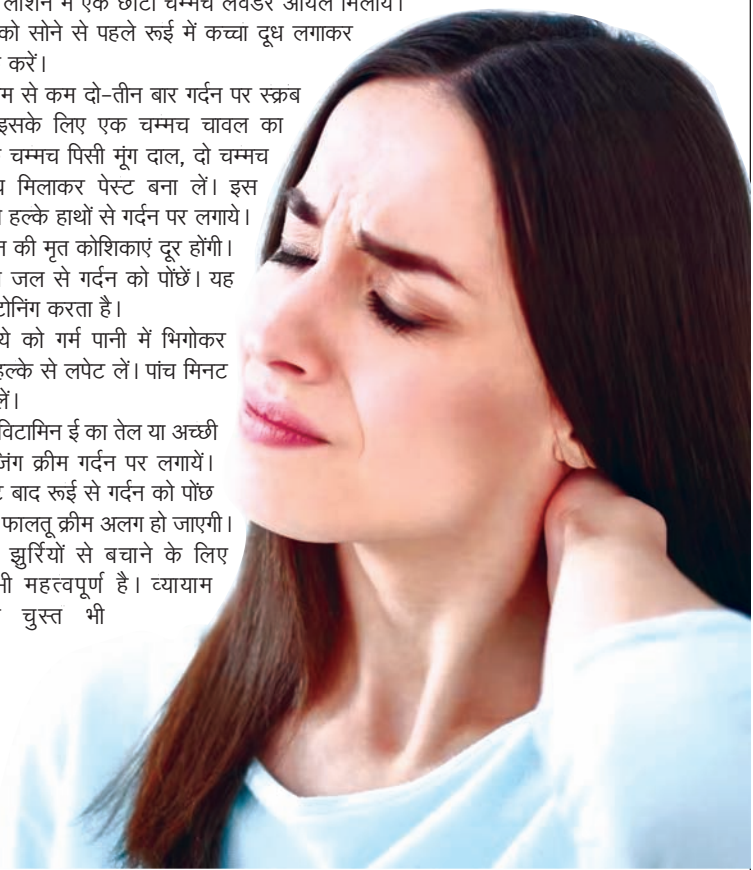 लोशन में एक छोटा चम्मच लेवेंडर ऑयल मिलायें।
को सोने से पहले रूई में कच्चा दूध लगाकर
करें।
से कम दो-तीन बार गर्दन पर स्क्रब
इसके लिए एक चम्मच चावल का
चम्मच पिसी मूंग दाल, दो चम्मच
मिलाकर पेस्ट बना लें। इस
हल्के हाथों से गर्दन पर लगाये।
की मृत कोशिकाएं दूर होंगी।
जल से गर्दन को पोंछें। यह
टोनिंग करता है।
को गर्म पानी में भिगोकर
हल्के से लपेट लें। पांच मिनट
लें।
विटामिन ई का तेल या अच्छी
क्रीम गर्दन पर लगायें।
बाद रूई से गर्दन को पोंछ
फालतू क्रीम अलग हो जाएगी।
झुर्रियों से बचाने के लिए
भी महत्वपूर्ण है। व्यायाम
चुस्त भी